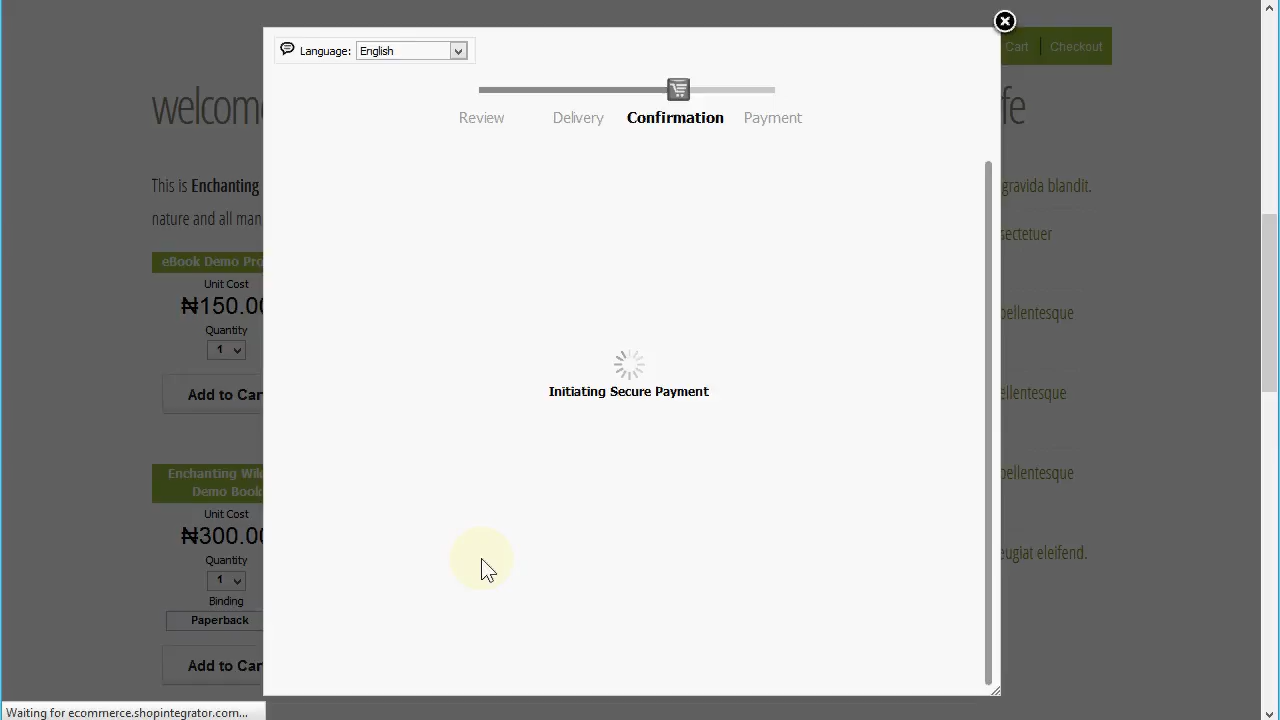 Language: English
Cart Checkout
welcom
fe
Review Delivery Confirmation Payment
This is Enchanting
gravida blandit.
nature and all man
sectetuer
eBook Demo Pro
Unit Cost
₦150.00
pellentesque
Quantity
1
Initiating Secure Payment
Add to Car
pellentesque
Enchanting Wil
Demo Book
pellentesque
Unit Cost
₦300.00
feugiat eleifend.
Quantity
1
Binding
Paperback
Add to Car
Waiting for ecommerce.shopintegrator.com...